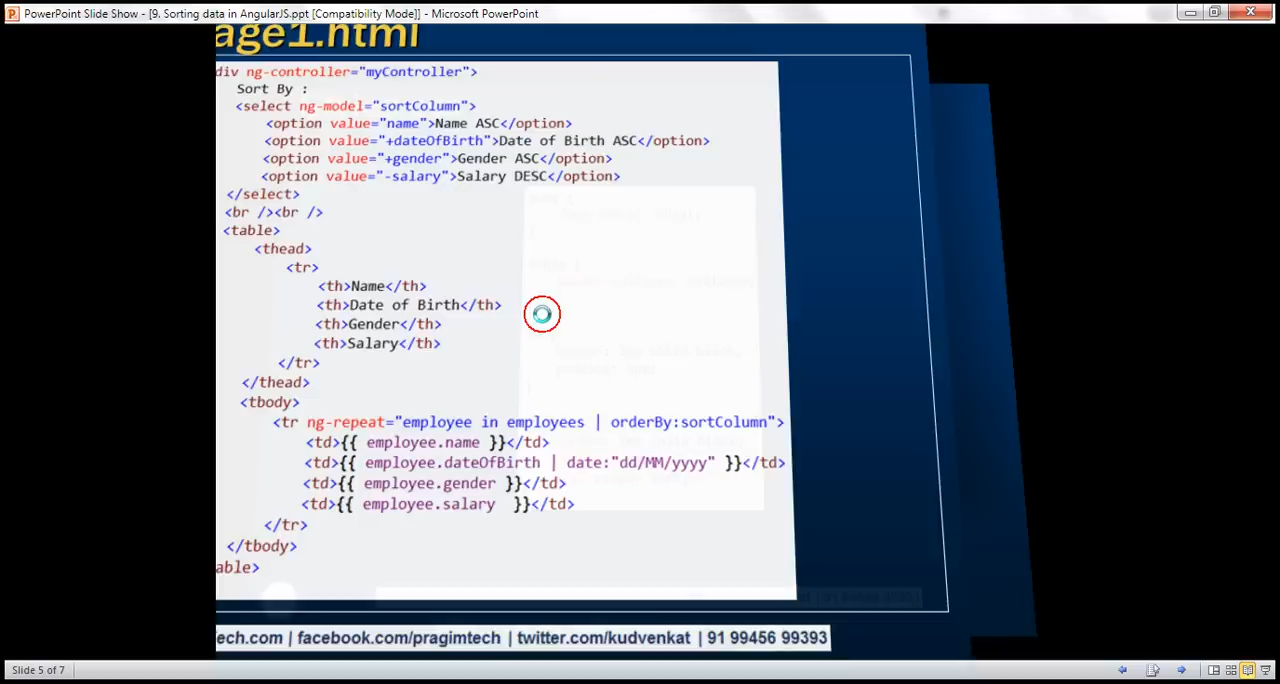 PowerPoint Slide Show - [9. Sorting data in AngularJS.ppt [Compatibility Mode]] - Microsoft PowerPoint
age1.html
div ng-controller="myController">
Sort By :
<select ng-model="sortColumn">
<option value="name">Name ASC</option>
<option value="+dateOfBirth">Date of Birth ASC</option>
<option value="+gender">Gender ASC</option>
<option value="-salary">Salary DESC</option>
</select>
<br /><br />
<table>
<thead>
<tr>
<th>Name</th>
<th>Date of Birth</th>
<th>Gender</th>
<th>Salary</th>
</tr>
</thead>
<tbody>
<tr ng-repeat="employee in employees | orderBy:sortColumn">
<td>{{ employee.name }}</td>
<td>{{ employee.dateOfBirth | date:"dd/MM/yyyy" }}</td>
<td>{{ employee.gender }}</td>
<td>{{ employee.salary  }}</td>
</tr>
</tbody>
able>
ech.com | facebook.com/pragimtech | twitter.com/kudvenkat | 91 99456 99393
Slide 5 of 7